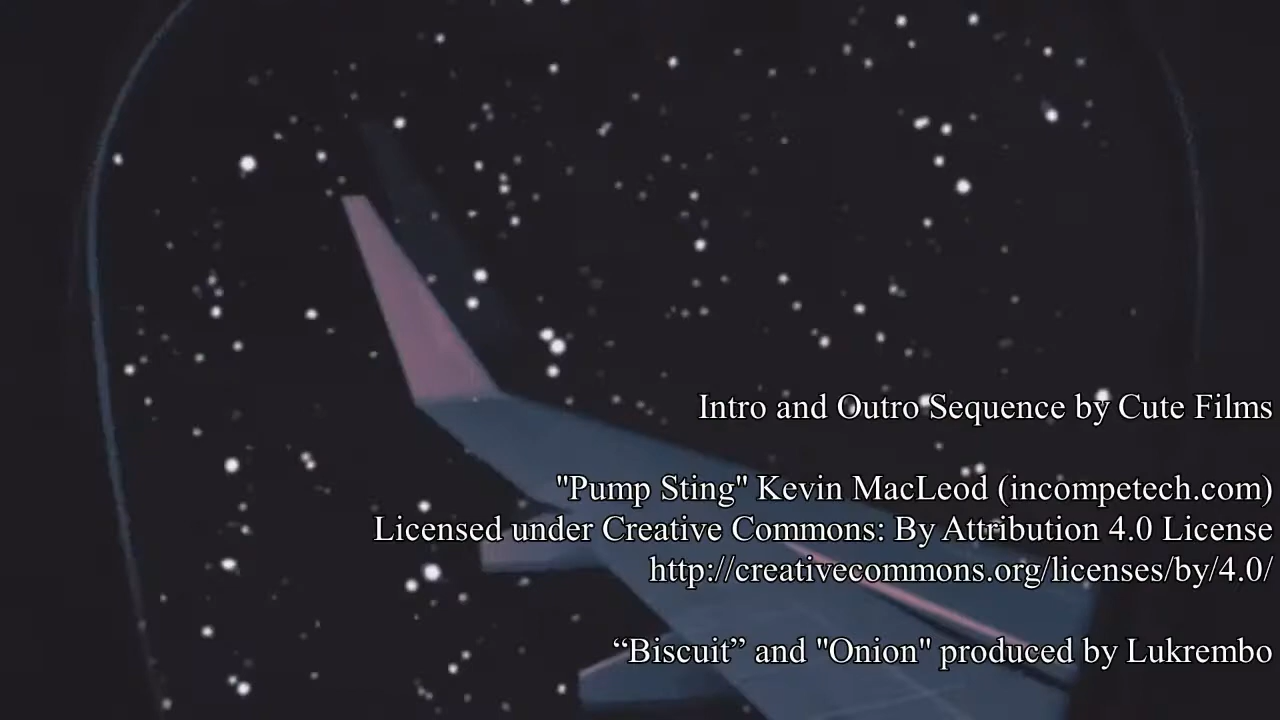 Intro and Outro Sequence by Cute Films
"Pump Sting" Kevin MacLeod (incompetech.com)
Licensed under Creative Commons: By Attribution 4.0 License
http://creativecommons.org/licenses/by/4.0/
“Biscuit” and "Onion" produced by Lukrembo